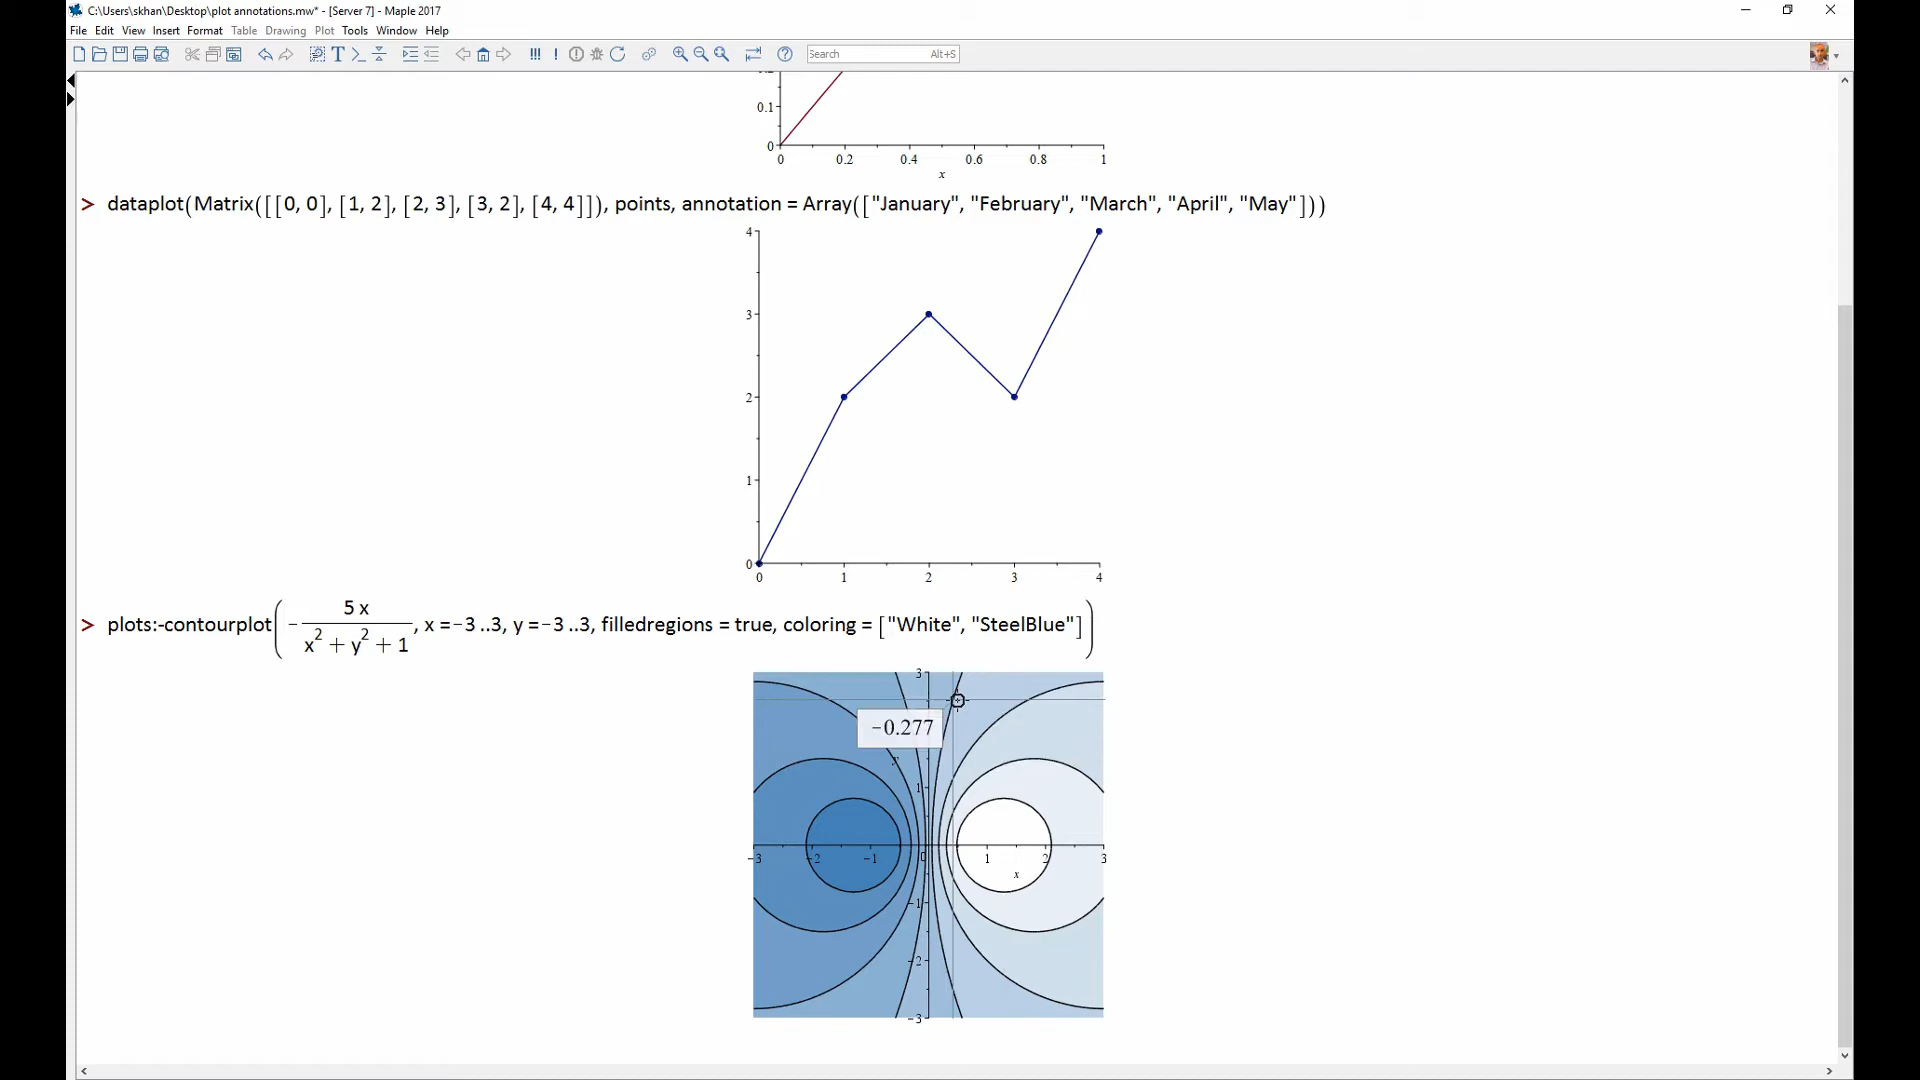 C:\Users\skhan\Desktop\plot annotations.mw* - [Server 7] - Maple 2017
File Edit View Insert Format Table Drawing Plot Tools Window Help
Search Alt+S
0.2
0.1
0
0 0.2 0.4 0.6 0.8 1
x
> dataplot(Matrix([[0, 0], [1, 2], [2, 3], [3, 2], [4, 4]]), points, annotation = Array(["January", "February", "March", "April", "May"]))
4
3
2
1
0
0 1 2 3 4
> plots:-contourplot(- 5 x / x^2 + y^2 + 1, x =−3 ..3, y =−3 ..3, filledregions = true, coloring = ["White", "SteelBlue"])
3
−0.277
y
1
−3 −2 −1 0 1 2 3
x
−1
−2
−3